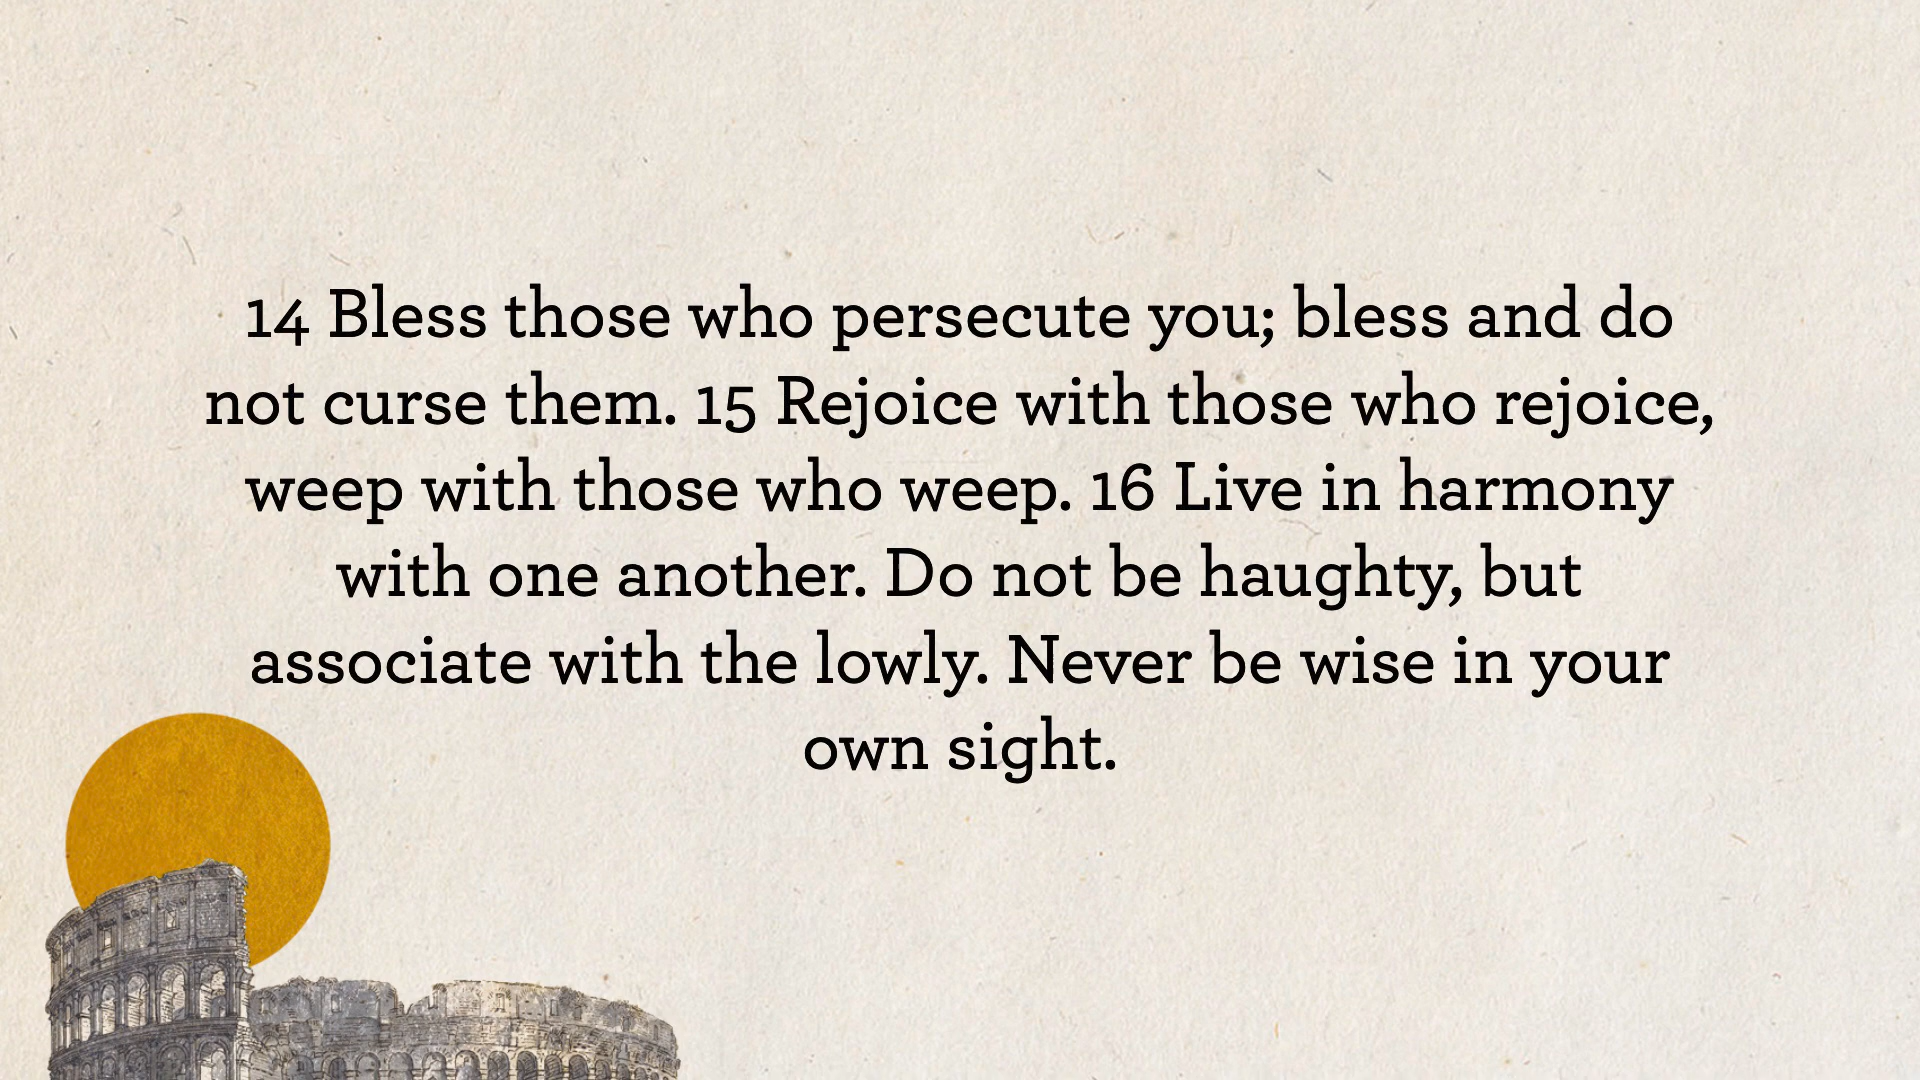 14 Bless those who persecute you; bless and do
not curse them. 15 Rejoice with those who rejoice,
weep with those who weep. 16 Live in harmony
with one another. Do not be haughty, but
associate with the lowly. Never be wise in your
own sight.